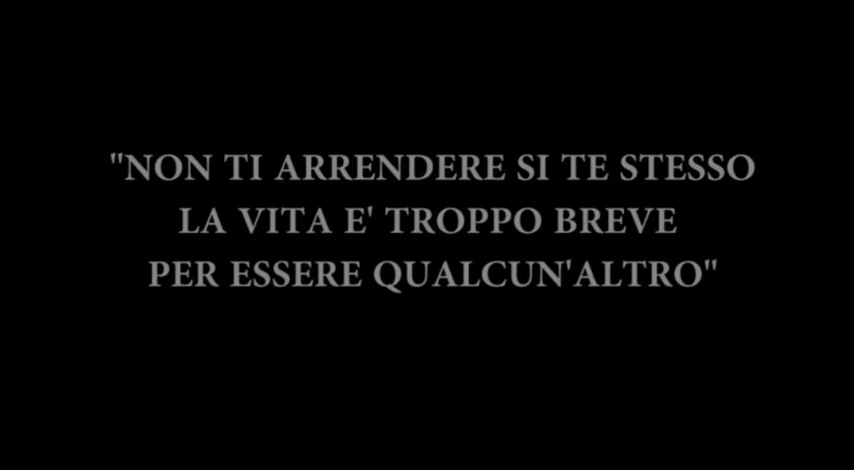 "NON TI ARRENDERE SI TE STESSO
LA VITA E' TROPPO BREVE
PER ESSERE QUALCUN'ALTRO"